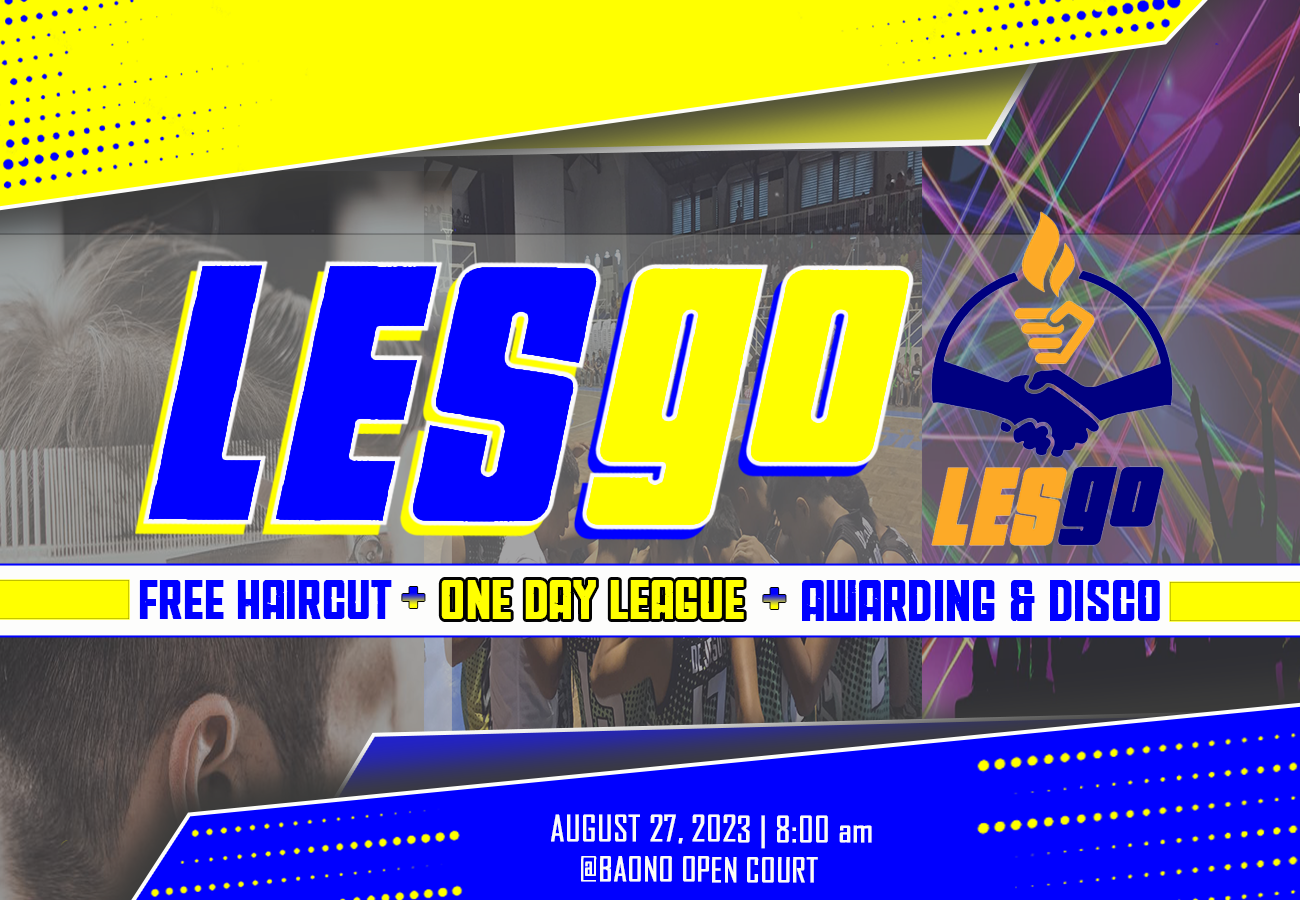 LESgo
LESgo
FREE HAIRCUT + ONE DAY LEAGUE + AWARDING & DISCO
AUGUST 27, 2023 | 8:00 am
@BAONO OPEN COURT